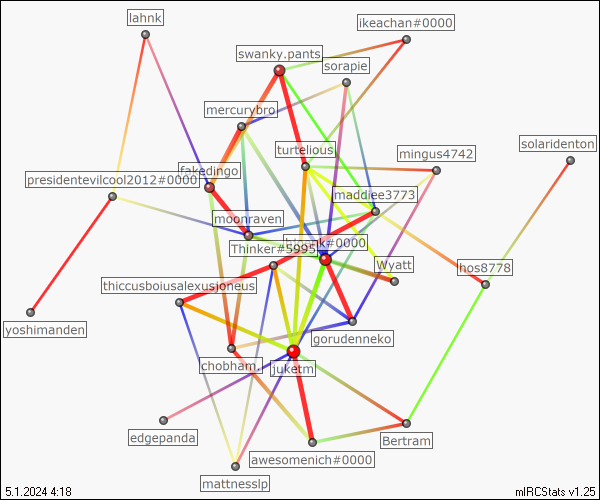 lahnk
ikeachan#0000
swanky.pants
sorapie
mercurybro
solaridenton
turtelious
mingus4742
fakedingo
presidentevilcool2012#0000
maddiee3773
moonraven
Thinker#5995
#0000
Wyatt
hos8778
thiccusboiusalexusjoneus
yoshimanden
gorudenneko
chobham.
juketm
edgepanda
Bertram
awesomenich#0000
mattnesslp
5.1.2024 4:18
mIRCStats v1.25